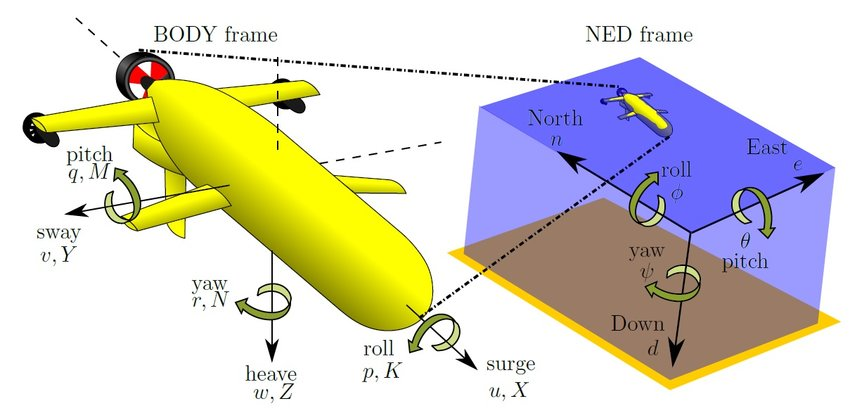 BODY frame
NED frame
pitch
q, M
sway
v, Y
yaw
r, N
heave
w, Z
roll
p, K
surge
u, X
North
n
East
e
roll
ϕ
θ
pitch
yaw
ψ
Down
d